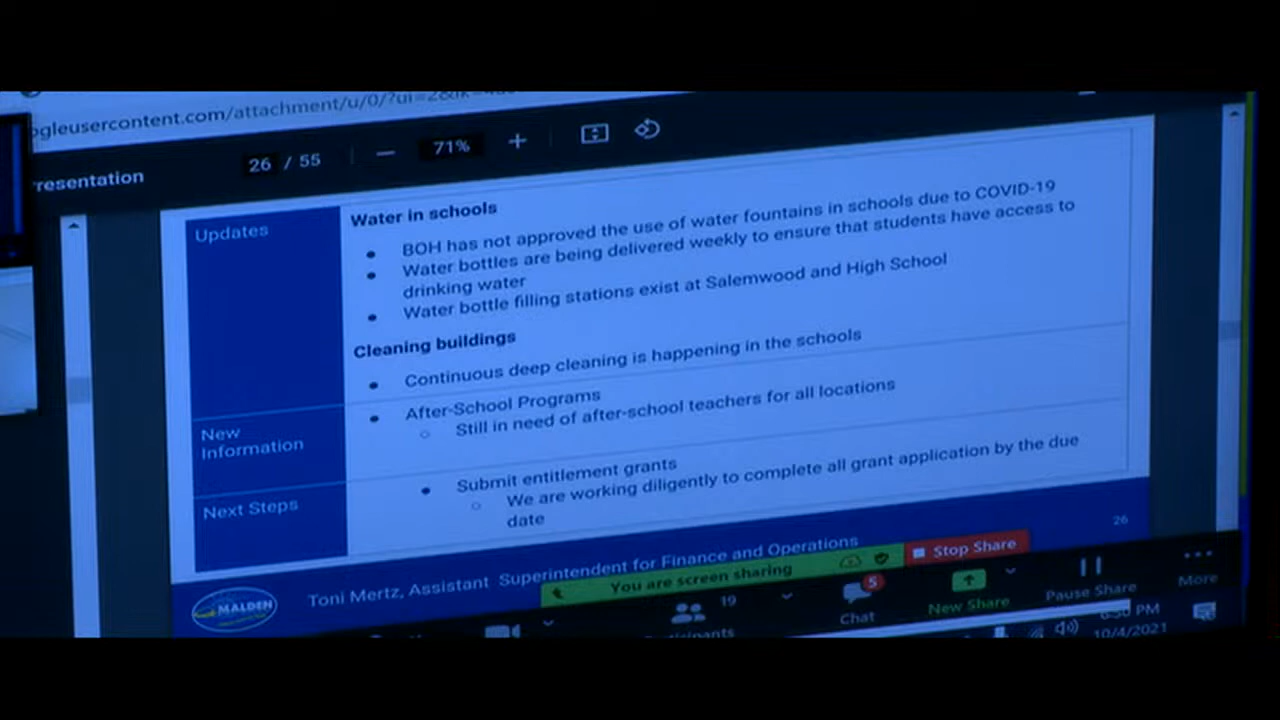 ogleusercontent.com/attachment/u/0/?ui=2&ik=4
resentation
26 / 55
71%
Updates
Water in schools
BOH has not approved the use of water fountains in schools due to COVID-19
Water bottles are being delivered weekly to ensure that students have access to
drinking water
Water bottle filling stations exist at Salemwood and High School
Cleaning buildings
Continuous deep cleaning is happening in the schools
New
Information
After-School Programs
Still in need of after-school teachers for all locations
Next Steps
Submit entitlement grants
We are working diligently to complete all grant application by the due
date
26
MALDEN
Toni Mertz, Assistant Superintendent for Finance and Operations
You are screen sharing
Stop Share
19
5
Chat
New Share
Pause Share
More
PM
10/4/2021